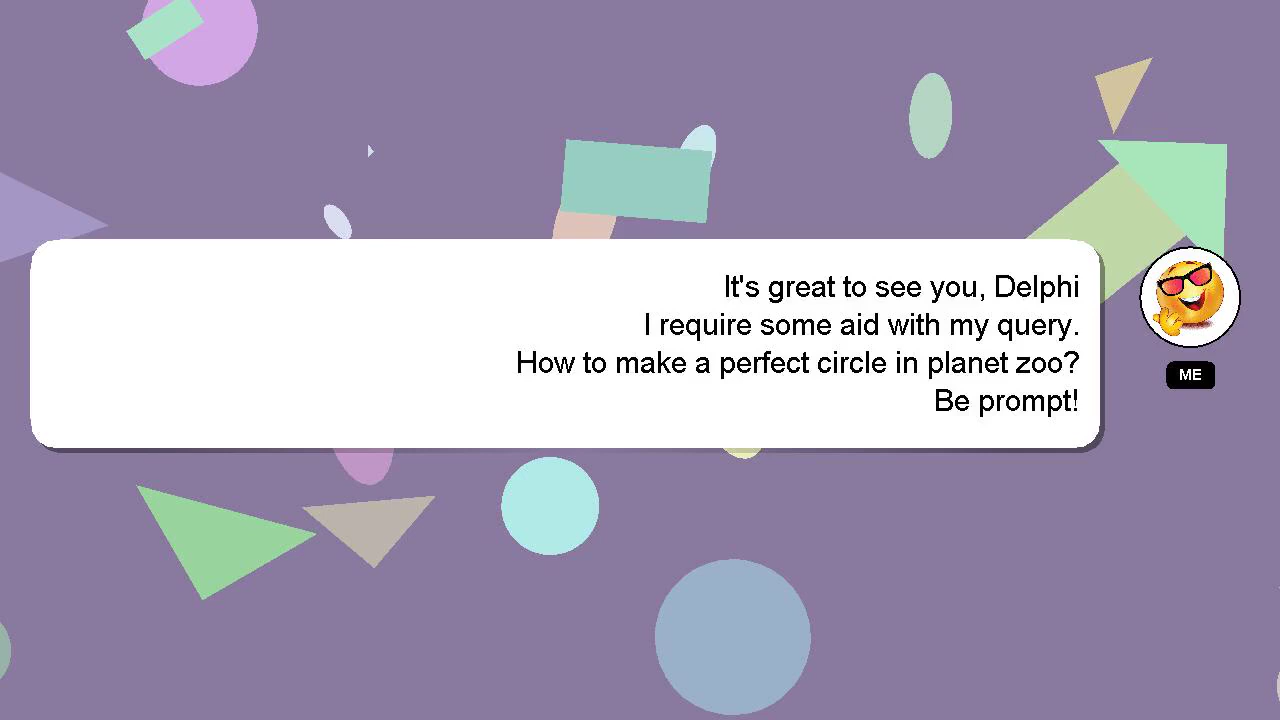 It's great to see you, Delphi
I require some aid with my query.
How to make a perfect circle in planet zoo?
Be prompt!
ME